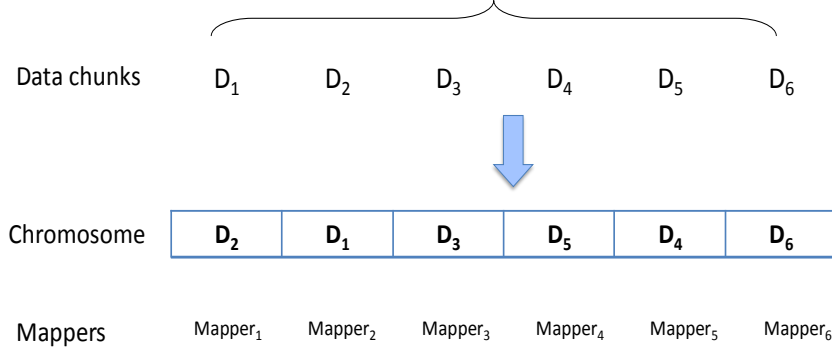 Data chunks D₁ D₂ D₃ D₄ D₅ D₆
Chromosome D₂ D₁ D₃ D₅ D₄ D₆
Mappers Mapper₁ Mapper₂ Mapper₃ Mapper₄ Mapper₅ Mapper₆